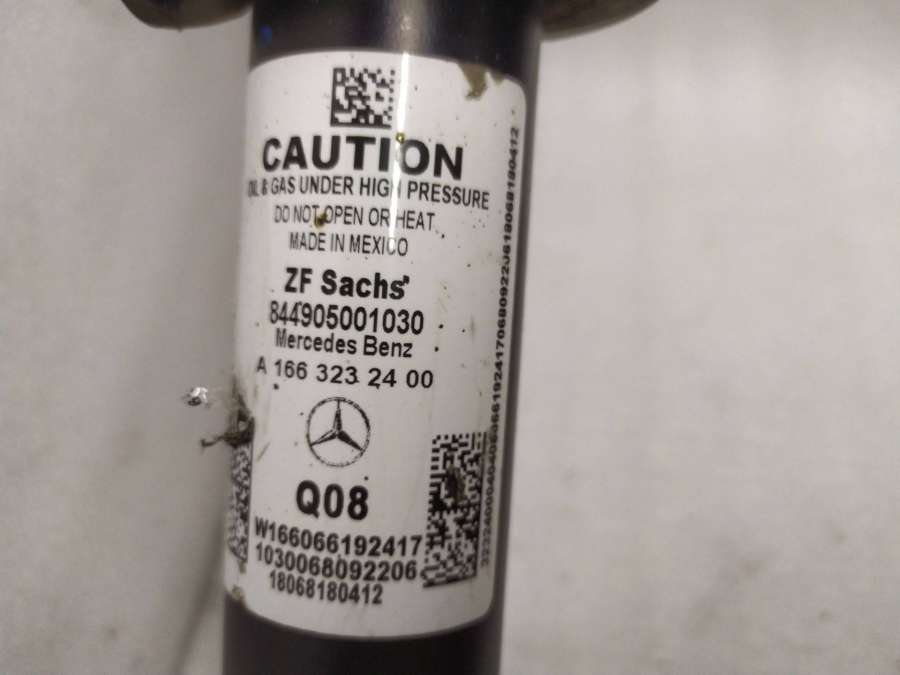 CAUTION
OIL & GAS UNDER HIGH PRESSURE
DO NOT OPEN OR HEAT
MADE IN MEXICO
ZF Sachs
844905001030
Mercedes Benz
A 166 323 24 00
Q08
W166066192417
1030068092206
18068180412